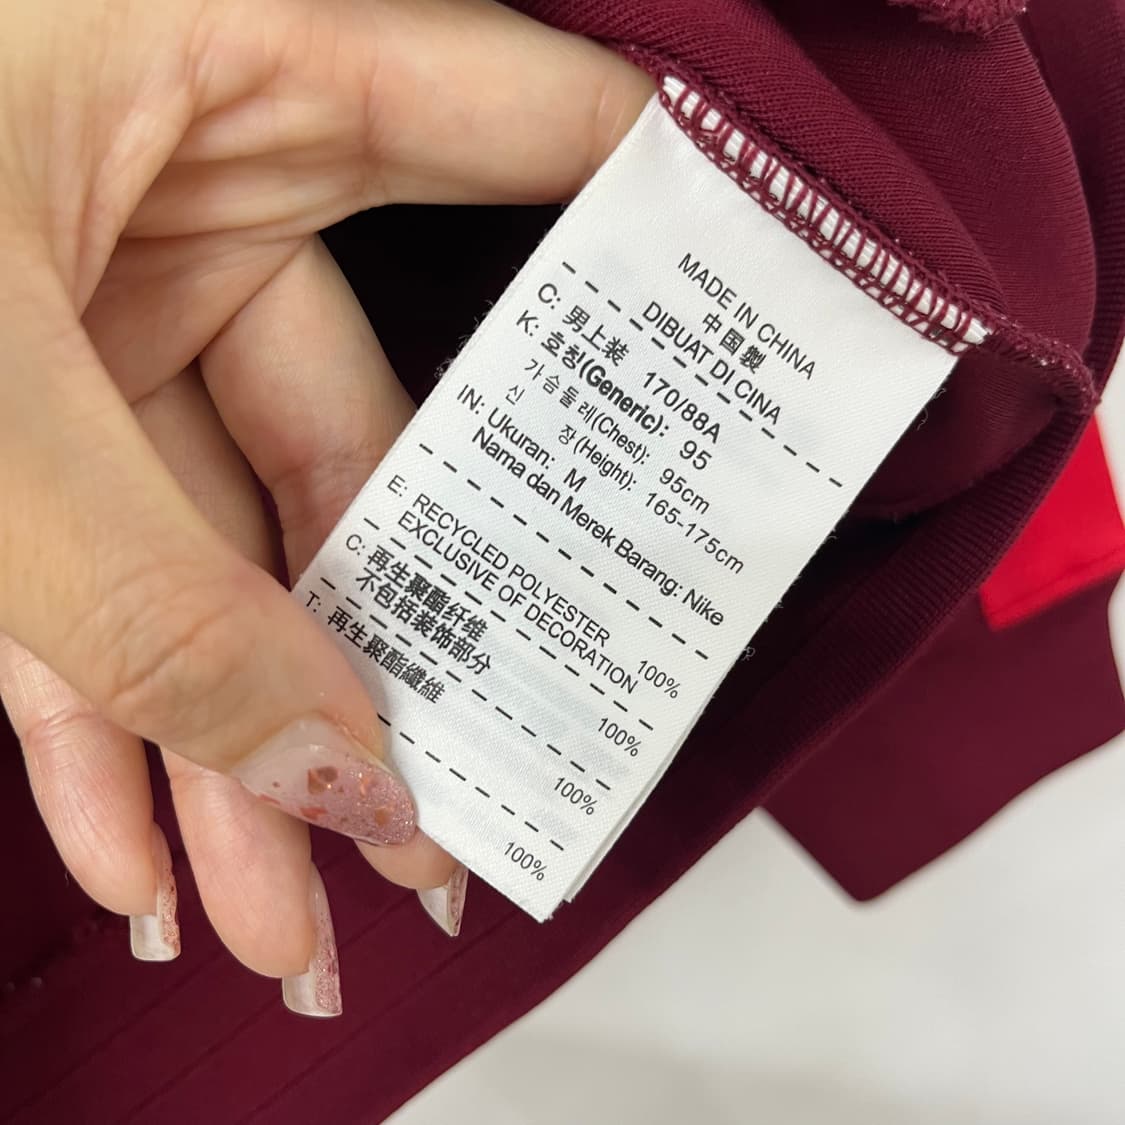 MADE IN CHINA
中国製
DIBUAT DI CINA
C: 男上装 170/88A
K: 호칭(Generic): 95
가슴둘레(Chest): 95cm
신 장(Height): 165-175cm
IN: Ukuran: M
Nama dan Merek Barang: Nike
E: RECYCLED POLYESTER 100%
EXCLUSIVE OF DECORATION
100%
C: 再生聚酯纤维 100%
不包括装饰部分
T: 再生聚酯纖維 100%